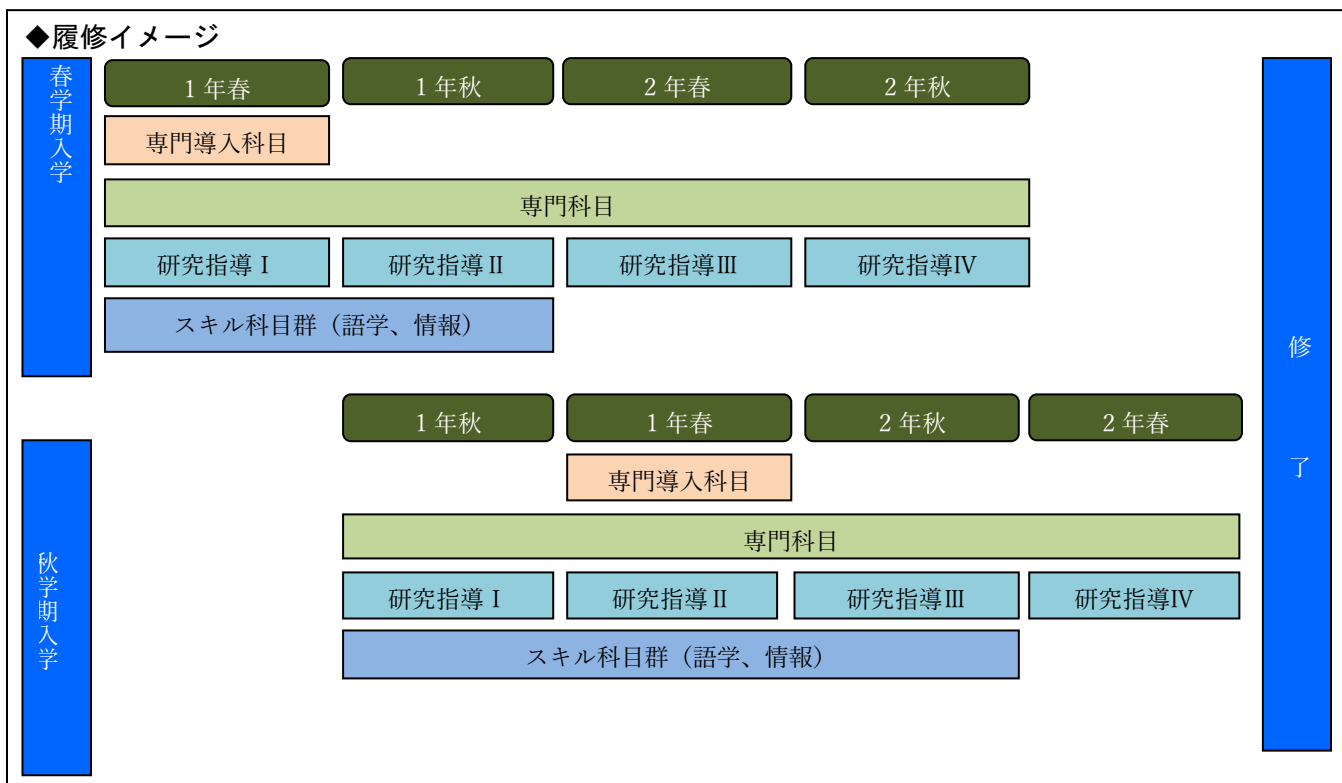 ◆履修イメージ
春学期入学
1年春
1年秋
2年春
2年秋
専門導入科目
専門科目
研究指導Ⅰ
研究指導Ⅱ
研究指導Ⅲ
研究指導Ⅳ
スキル科目群（語学、情報）
秋学期入学
1年秋
1年春
2年秋
2年春
専門導入科目
専門科目
研究指導Ⅰ
研究指導Ⅱ
研究指導Ⅲ
研究指導Ⅳ
スキル科目群（語学、情報）
修了